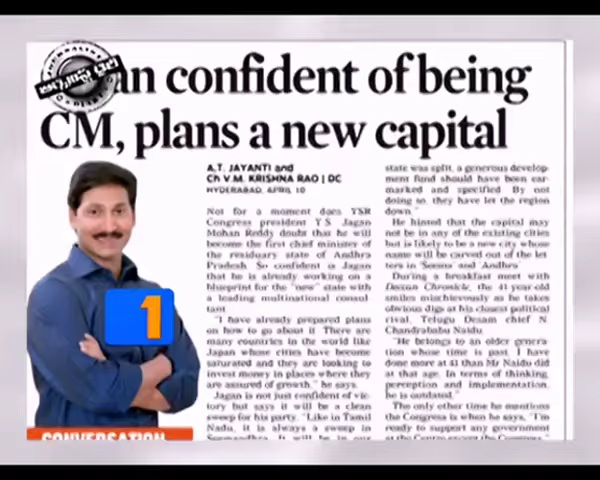 JOURNALIST
DIARY
an confident of being
CM, plans a new capital
A.T. JAYANTI and
Ch V.M. KRISHNA RAO | DC
HYDERABAD, APRIL 10
Not for a moment does YSR
Congress president Y S Jagan
Mohan Reddy doubt that he will
become the first chief minister of
the residuary state of Andhra
Pradesh. So confident is Jagan
that he is already working on a
blueprint for the "new" state with
a leading multinational consul
tant
"I have already prepared plans
on how to go about it. There are
many countries in the world like
Japan whose cities have become
saturated and they are looking to
invest money in places where they
are assured of growth," he says.
Jagan is not just confident of vic-
tory but says it will be a clean
sweep for his party. "Like in Tamil
Nadu, it is always a sweep in
Seemandhra. It will be in our
state was split, a generous develop-
ment fund should have been ear-
marked and specified. By not
doing so, they have let the region
down."
He hinted that the capital may
not be in any of the existing cities
but is likely to be a new city whose
name will be carved out of the let-
ters in 'Seema' and 'Andhra'.
During a breakfast meet with
Deccan Chronicle, the 41 year old
smiles mischievously as he takes
obvious digs at his closest political
rival, Telugu Desam chief N
Chandrababu Naidu.
"He belongs to an older genera-
tion whose time is past. I have
done more at 41 than Mr Naidu did
at that age. In terms of thinking,
perception and implementation,
he is outdated."
The only other time he mentions
the Congress is when he says, "I'm
ready to support any government
at the Centre except the Congress."
1
CONVERSATION